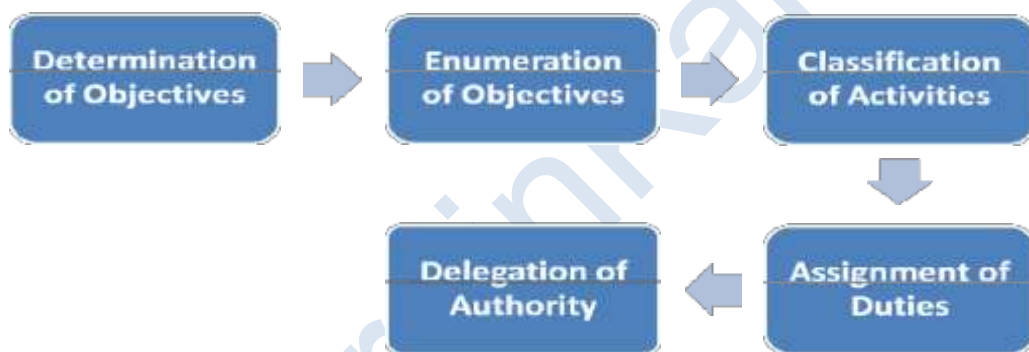 Determination
of Objectives
Enumeration
of Objectives
Classification
of Activities
Assignment of
Duties
Delegation of
Authority